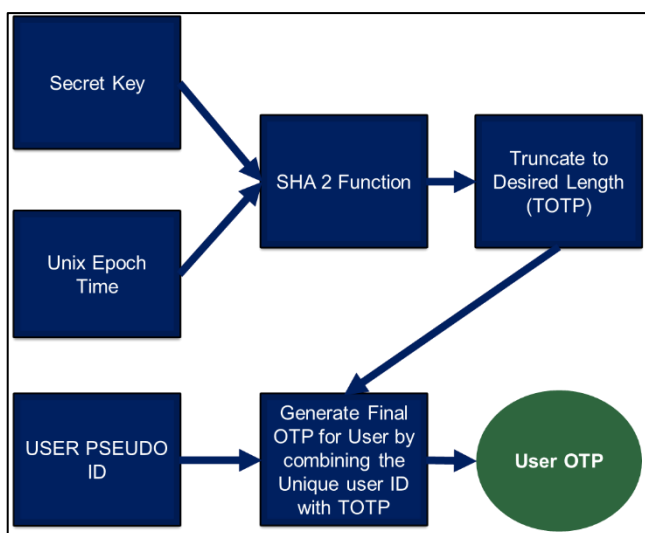 Secret Key
SHA 2 Function
Truncate to
Desired Length
(TOTP)
Unix Epoch
Time
USER PSEUDO
ID
Generate Final
OTP for User by
combining the
Unique user ID
with TOTP
User OTP